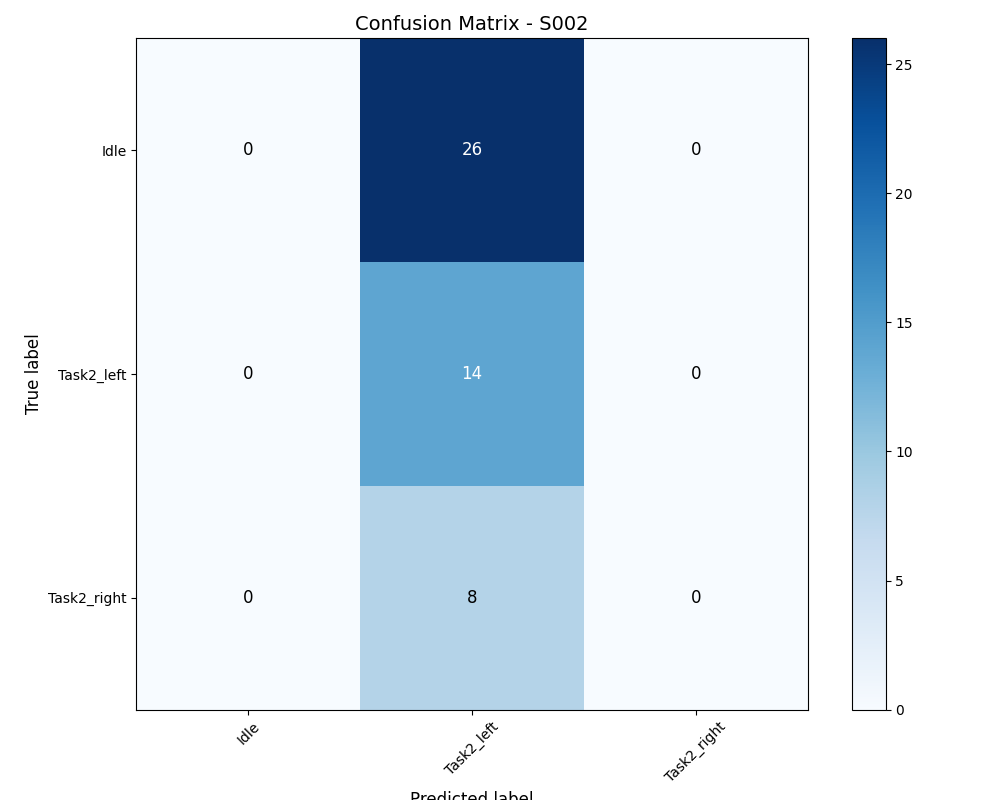 Confusion Matrix - S002
True label
Idle
0
26
0
Task2_left
0
14
0
Task2_right
0
8
0
Idle
Task2_left
Task2_right
Predicted label
25
20
15
10
5
0